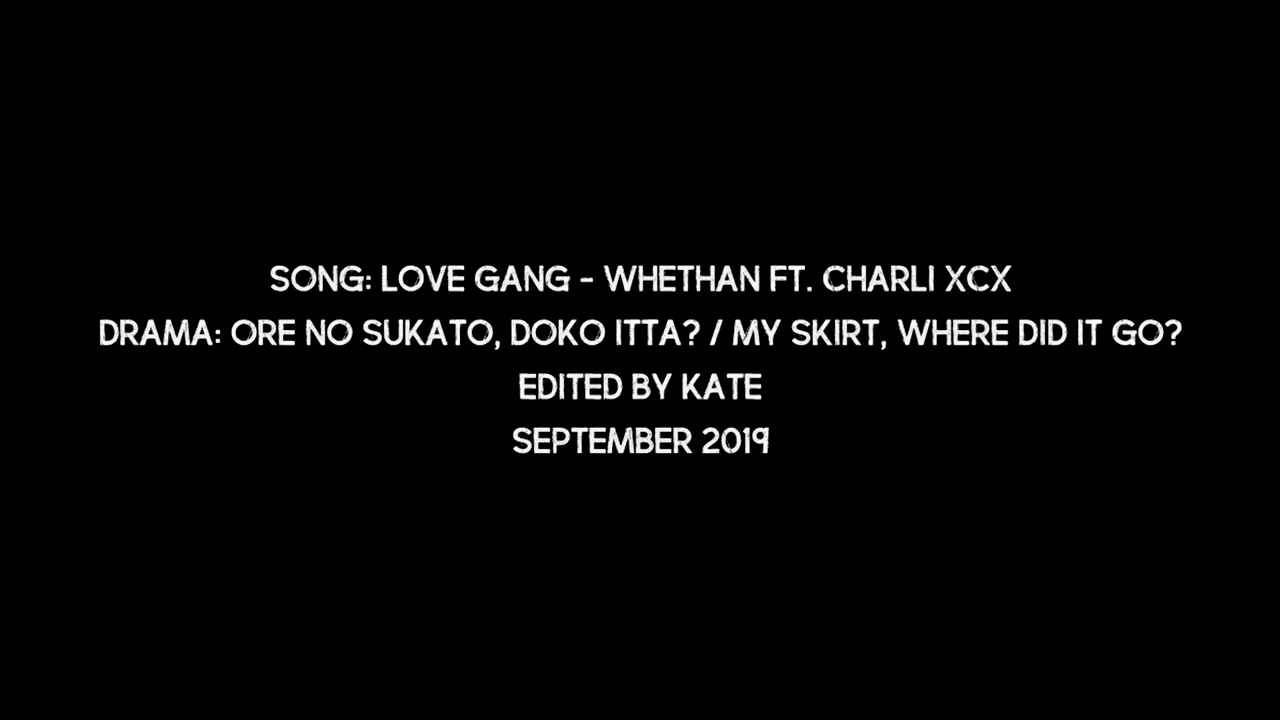 SONG: LOVE GANG - WHETHAN FT. CHARLI XCX
DRAMA: ORE NO SUKATO, DOKO ITTA? / MY SKIRT, WHERE DID IT GO?
EDITED BY KATE
SEPTEMBER 2019